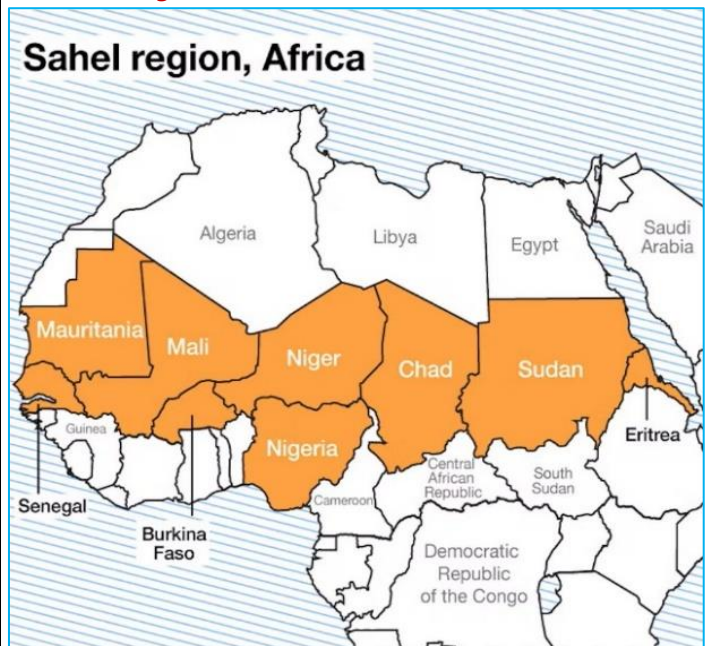 Sahel region, Africa
Algeria
Libya
Egypt
Saudi
Arabia
Mauritania
Mali
Niger
Chad
Sudan
Eritrea
Guinea
Nigeria
Senegal
Burkina
Faso
Cameroon
Central
African
Republic
South
Sudan
Democratic
Republic
of the Congo